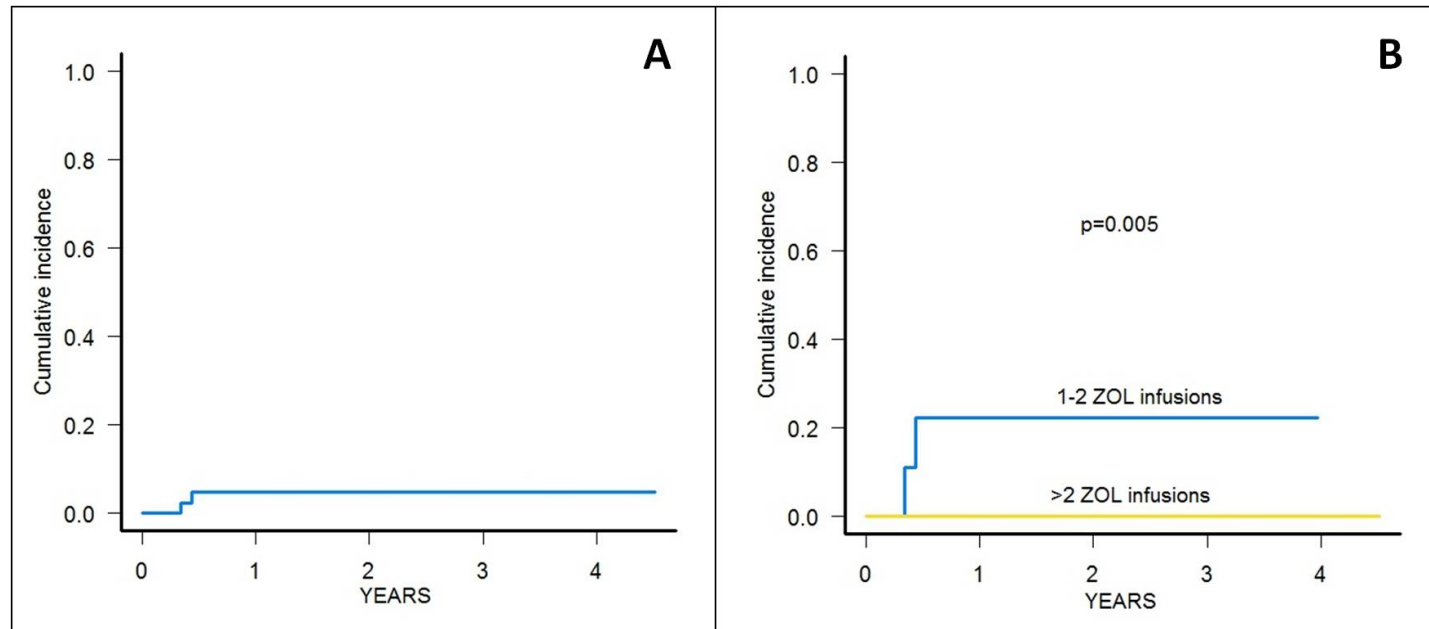 A
1.0
0.8
0.6
0.4
0.2
0.0
Cumulative incidence
0 1 2 3 4
YEARS
B
1.0
0.8
0.6
0.4
0.2
0.0
Cumulative incidence
p=0.005
1-2 ZOL infusions
>2 ZOL infusions
0 1 2 3 4
YEARS